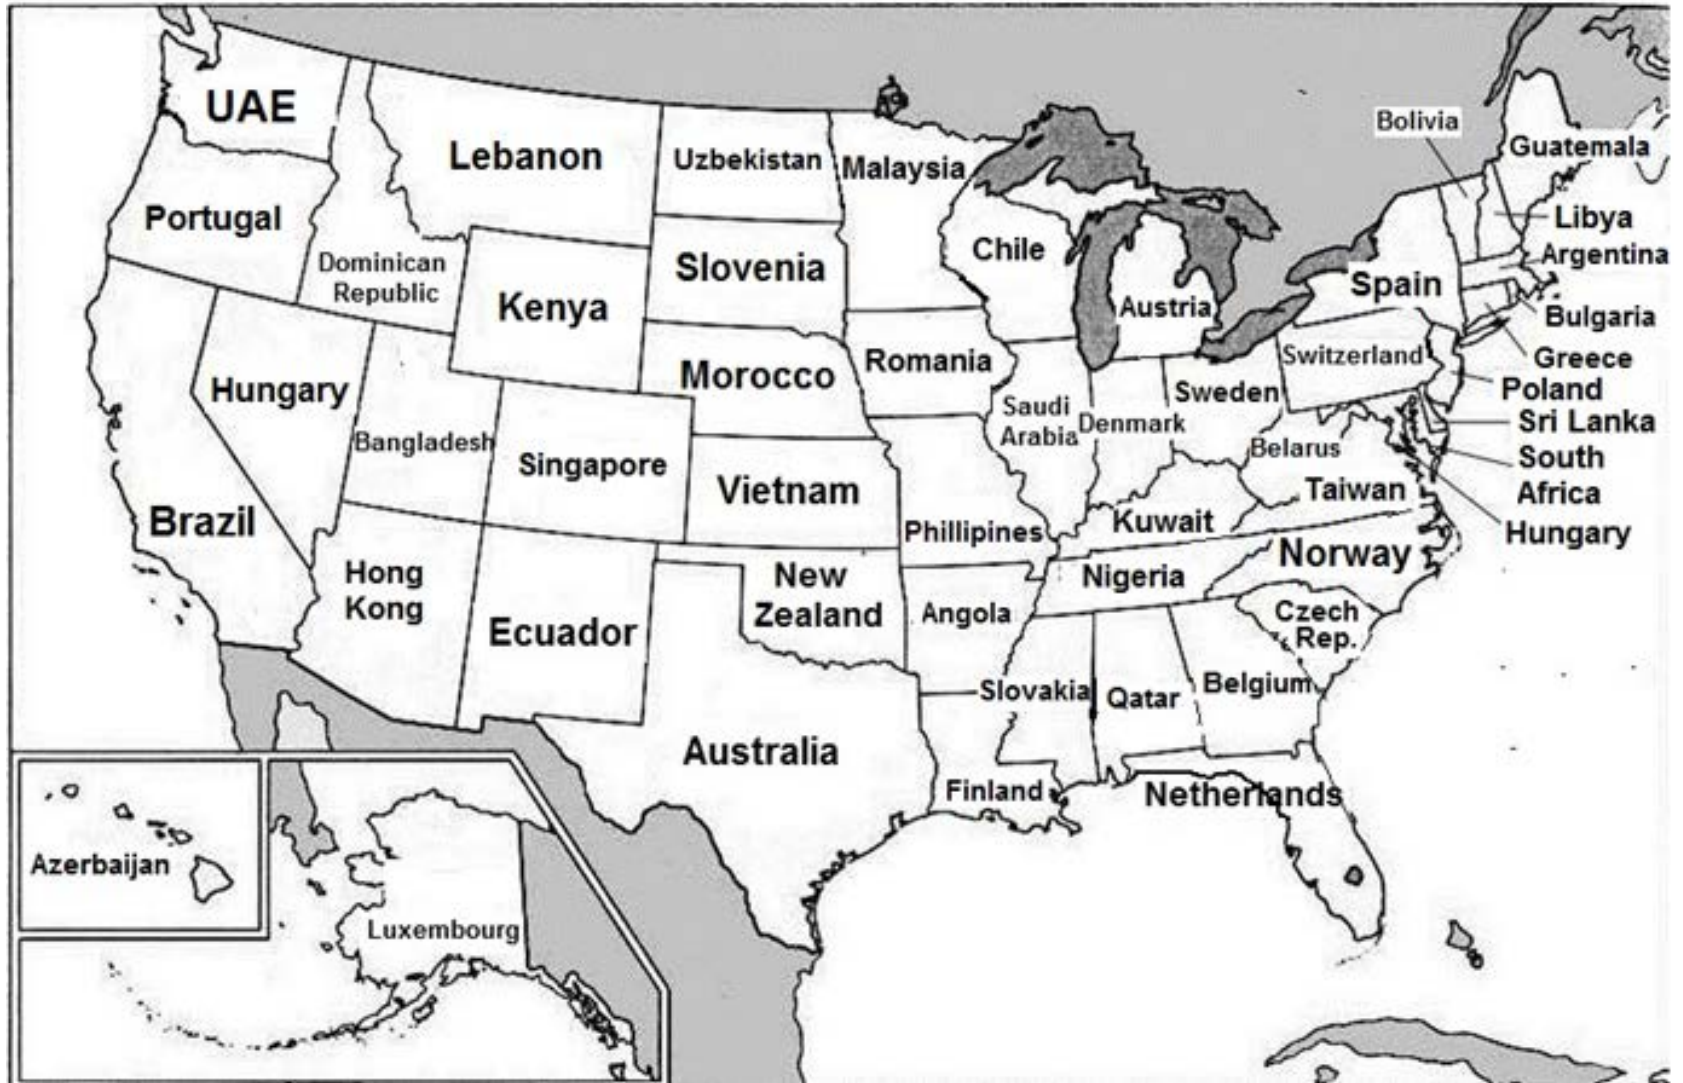 UAE
Lebanon
Uzbekistan
Malaysia
Bolivia
Guatemala
Portugal
Dominican
Republic
Kenya
Slovenia
Chile
Austria
Spain
Libya
Argentina
Bulgaria
Greece
Poland
Sri Lanka
South
Africa
Hungary
Hungary
Bangladesh
Singapore
Morocco
Romania
Saudi
Arabia
Denmark
Sweden
Switzerland
Belarus
Taiwan
Brazil
Vietnam
Phillipines
Kuwait
Norway
Hong
Kong
Ecuador
New
Zealand
Angola
Nigeria
Czech
Rep.
Australia
Slovakia
Qatar
Belgium
Finland
Netherlands
Azerbaijan
Luxembourg